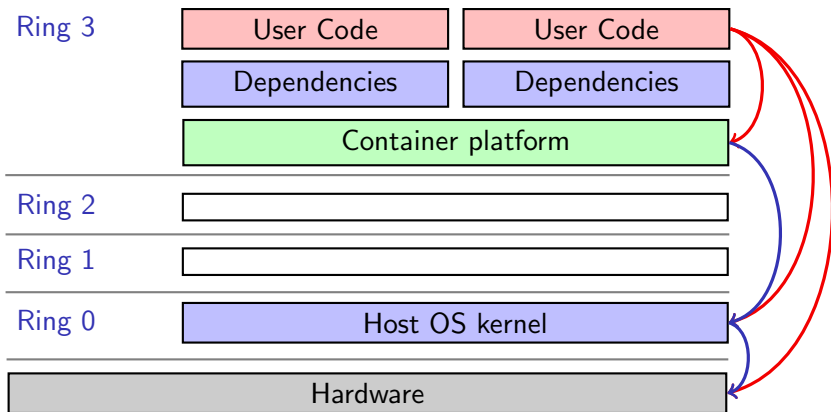 Ring 3 User Code User Code
Dependencies Dependencies
Container platform
Ring 2
Ring 1
Ring 0 Host OS kernel
Hardware